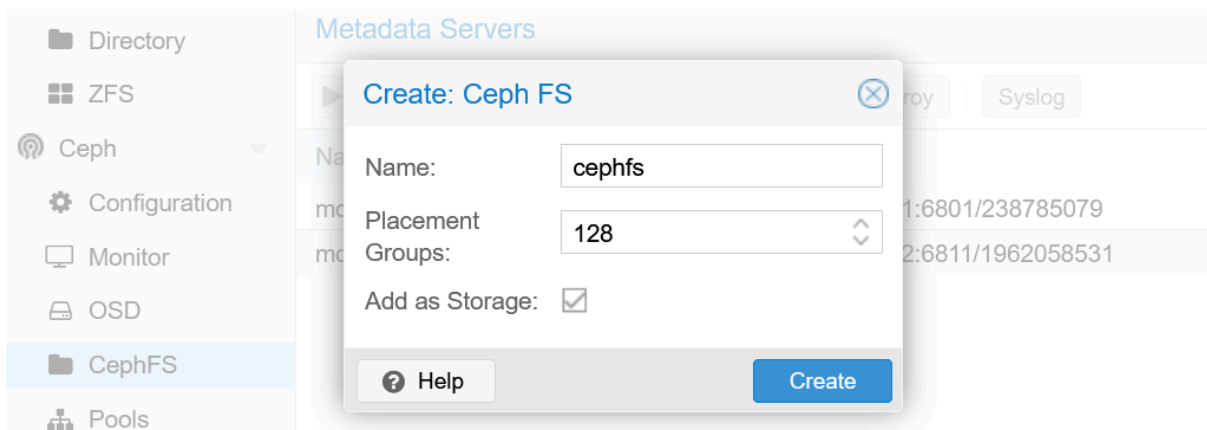 Directory
ZFS
Ceph
Configuration
Monitor
OSD
CephFS
Pools
Metadata Servers
Syslog
1:6801/238785079
2:6811/1962058531
Create: Ceph FS
Name: cephfs
Placement
Groups: 128
Add as Storage:
Help
Create